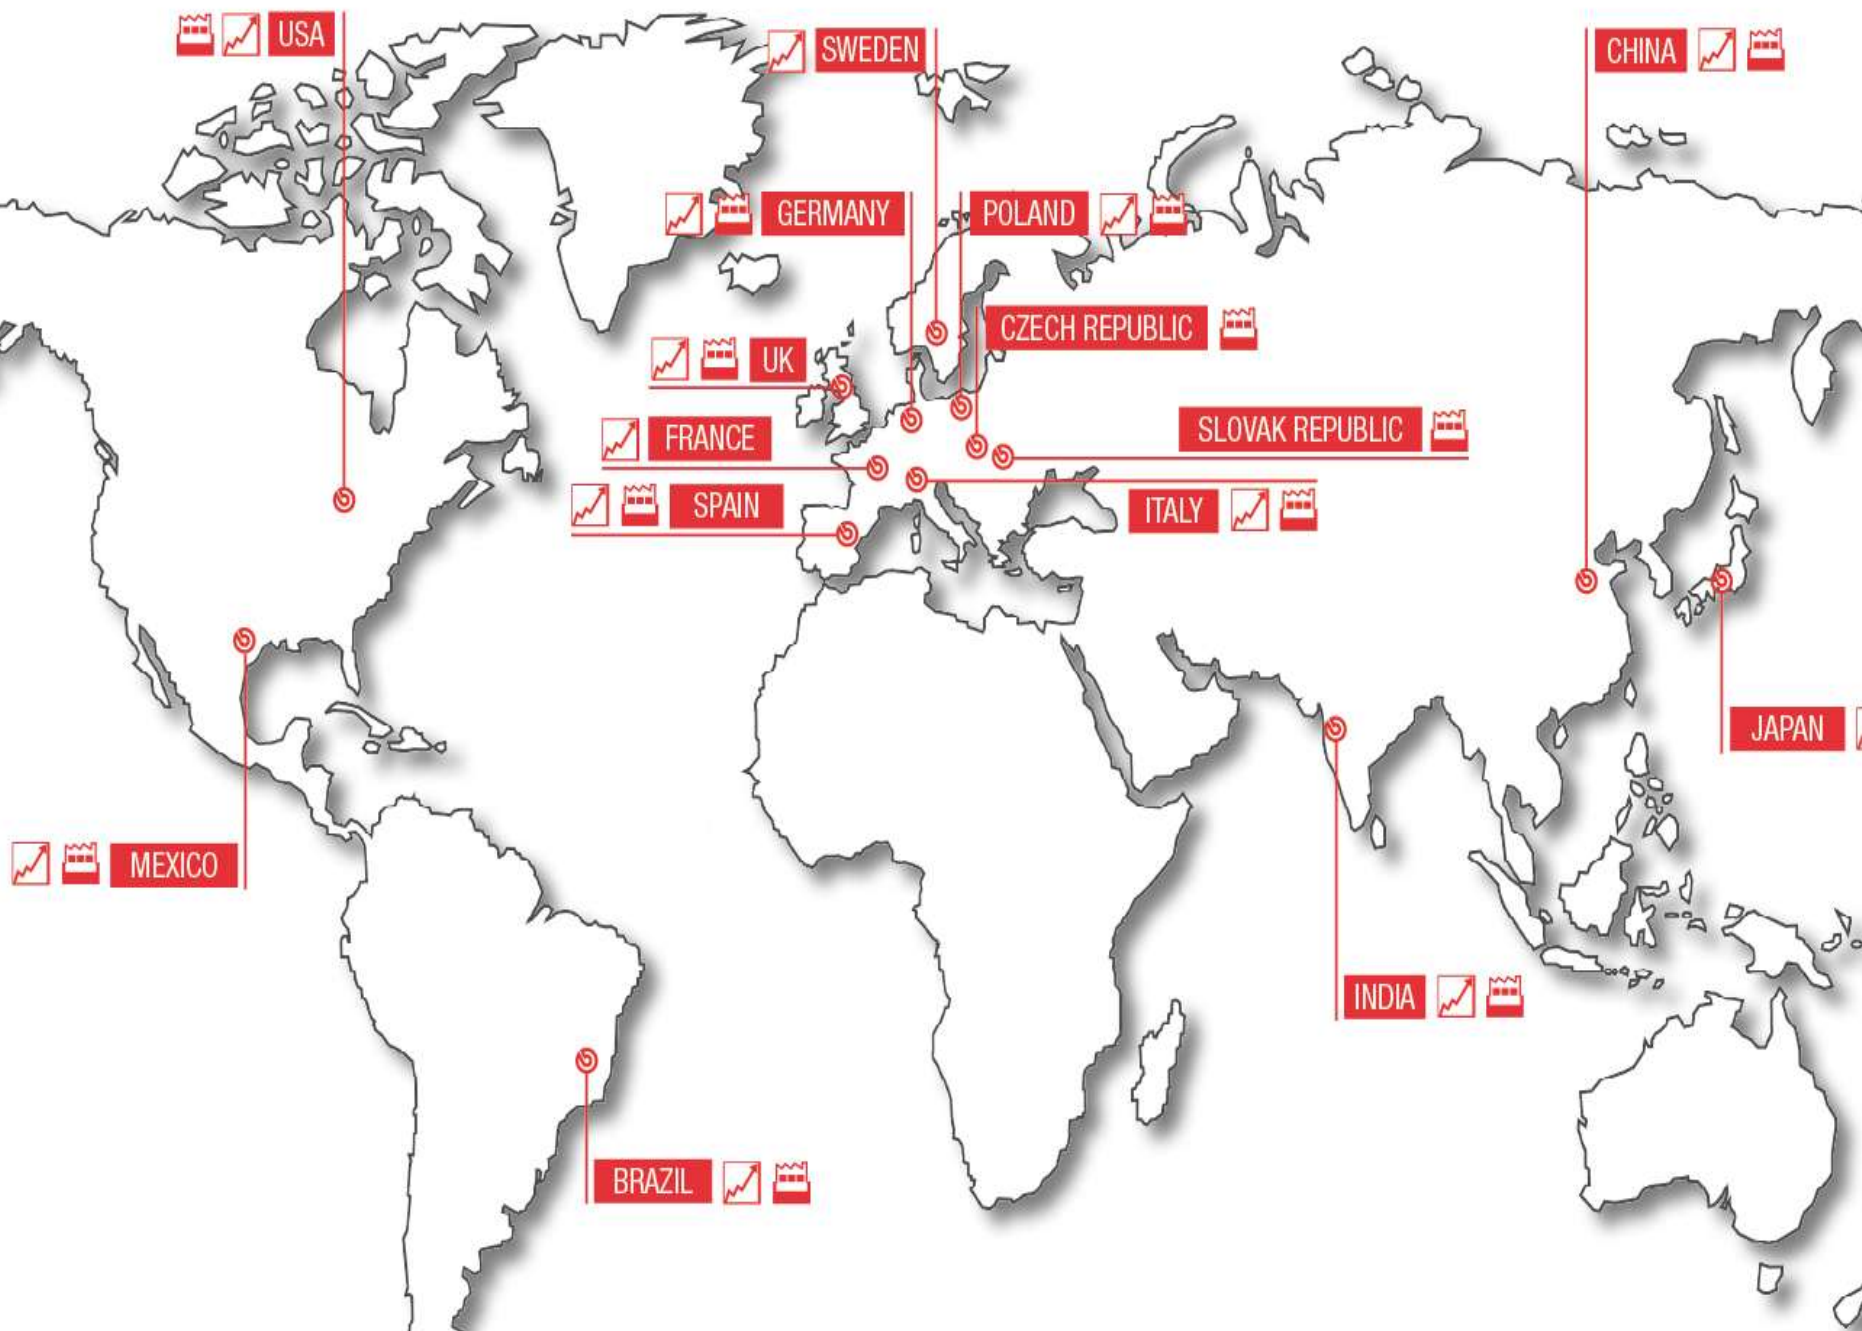 USA
SWEDEN
CHINA
GERMANY
POLAND
CZECH REPUBLIC
UK
SLOVAK REPUBLIC
FRANCE
SPAIN
ITALY
JAPAN
MEXICO
INDIA
BRAZIL